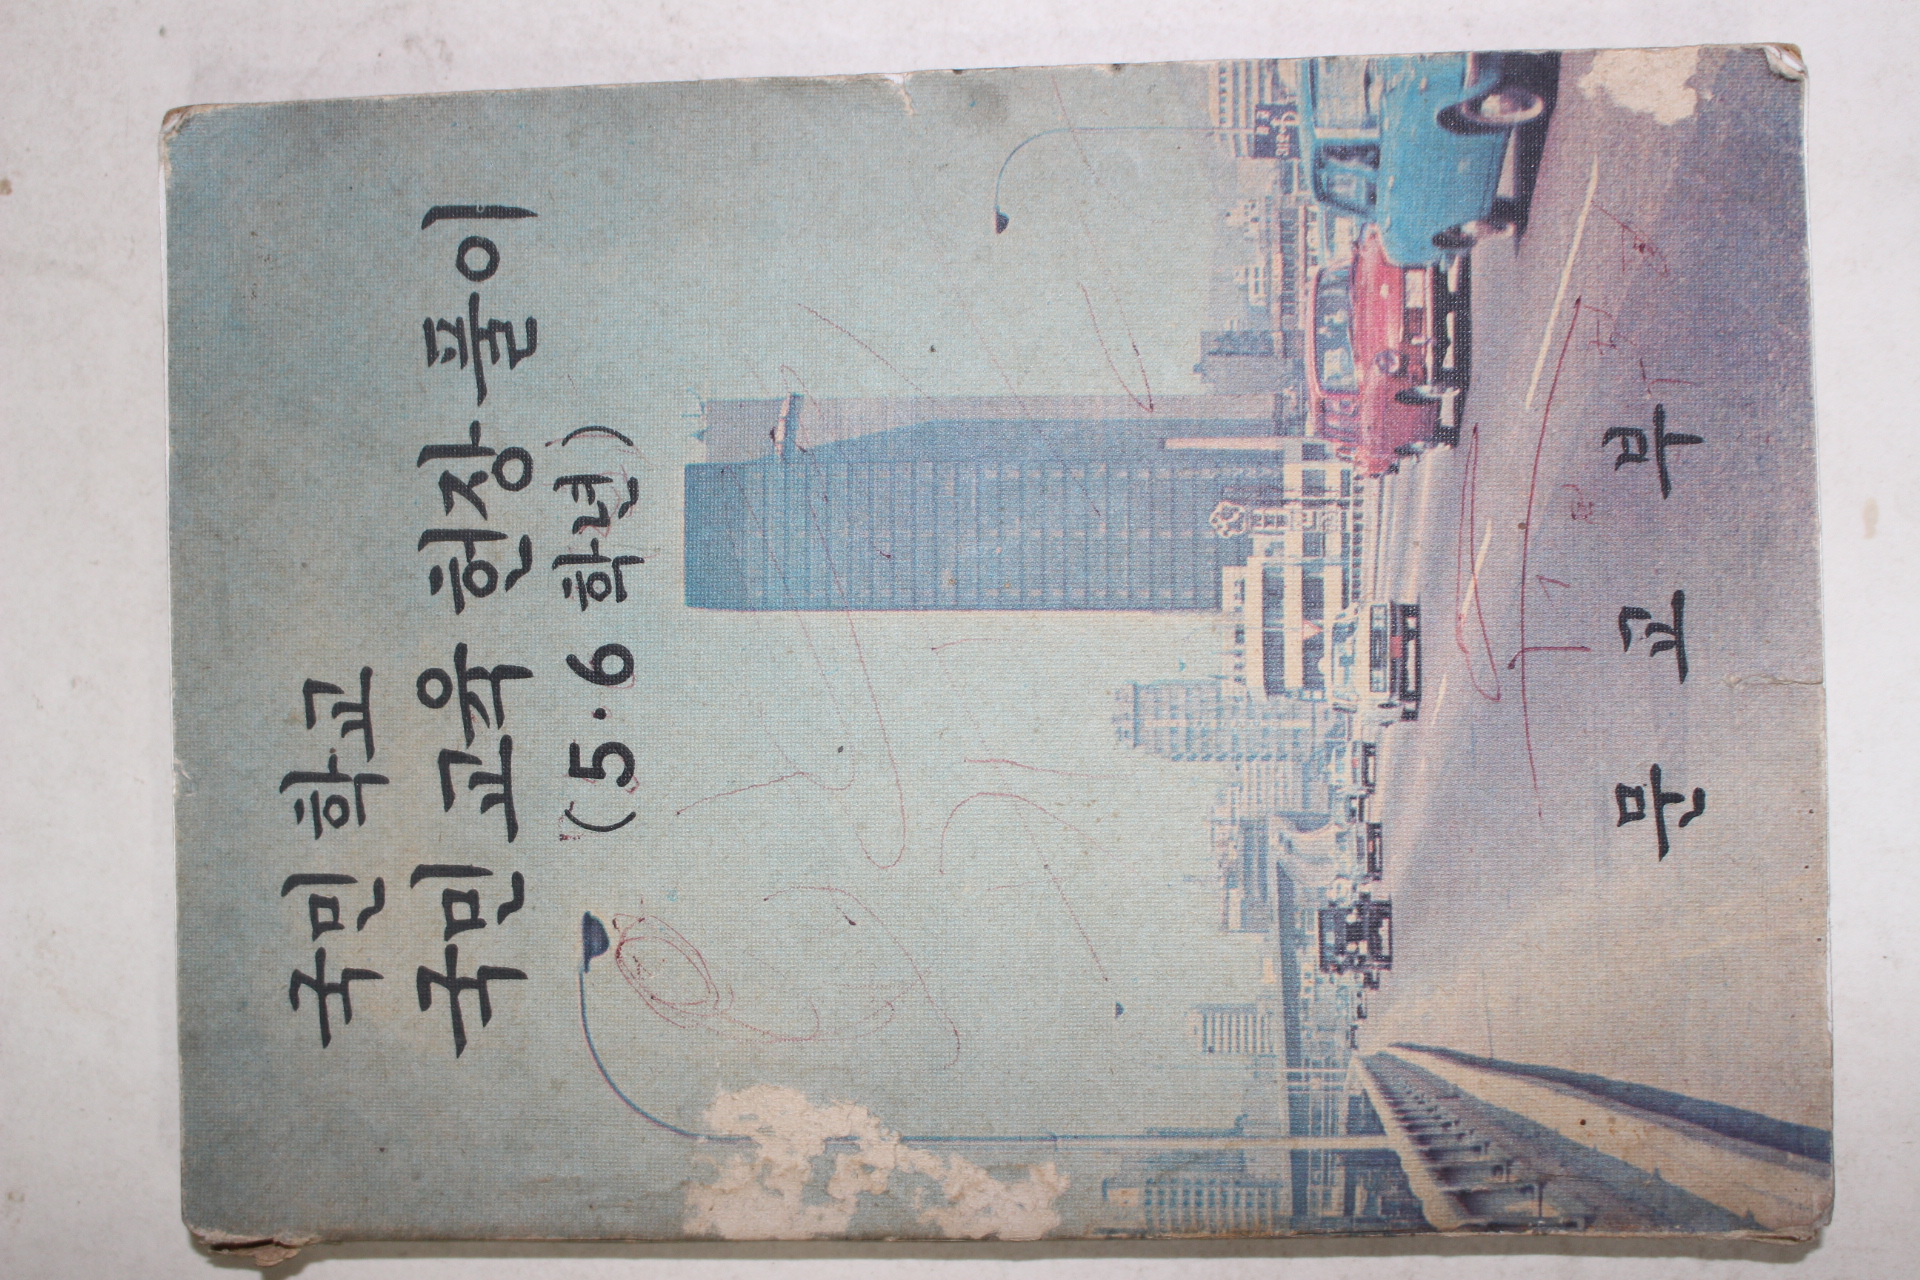 국민 학교
국민 교육 헌장 풀이
(5·6 학년)
문 교 부